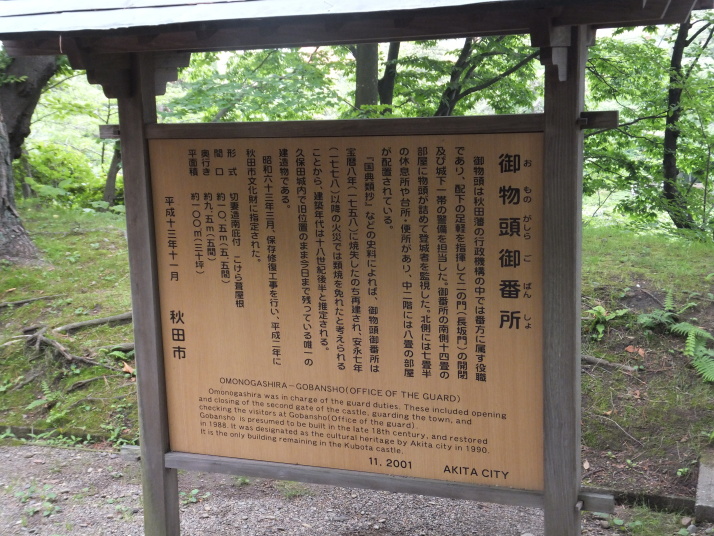 御物頭御番所
おものがしらごばんしょ
御物頭は秋田藩の行政機構の中では番方に属す役職
であり、配下の足軽を指揮して二の門(長坂門)の開閉
及び城下一帯の警備を担当した。御番所の南側十四畳の
部屋に物頭が詰めて登城者を監視した。北側には七畳半
の休息所や台所・便所があり、中二階には八畳の部屋
が配置されている。
『国典類抄』などの史料によれば、御物頭御番所は
宝暦八年(一七五八)に焼失したのち再建され、安永七年
(一七七八)以降の火災では類焼を免れたと考えられる
ことから、建築年代は十八世紀後半と推定される。
久保田城内で旧位置のまま今日まで残っている唯一の
建造物である。
昭和六十三年三月、保存修復工事を行い、平成二年に
秋田市文化財に指定された。
形式 切妻造南庇付 こけら葺屋根
間口 約一〇.五m(五.五間)
奥行き 約九.五m(五間)
平面積 約一〇〇㎡(三十坪)
平成十三年十一月 秋田市
OMONOGASHIRA-GOBANSHO(OFFICE OF THE GUARD)
Omonogashira was in charge of the guard duties. These included opening
and closing of the second gate of the castle, guarding the town, and
checking the visitors at Gobansho(Office of the guard).
Gobansho is presumed to be built in the late 18th century, and restored
in 1988. It was designated as the cultural heritage by Akita city in 1990.
It is the only building remaining in the Kubota castle.
11. 2001 AKITA CITY